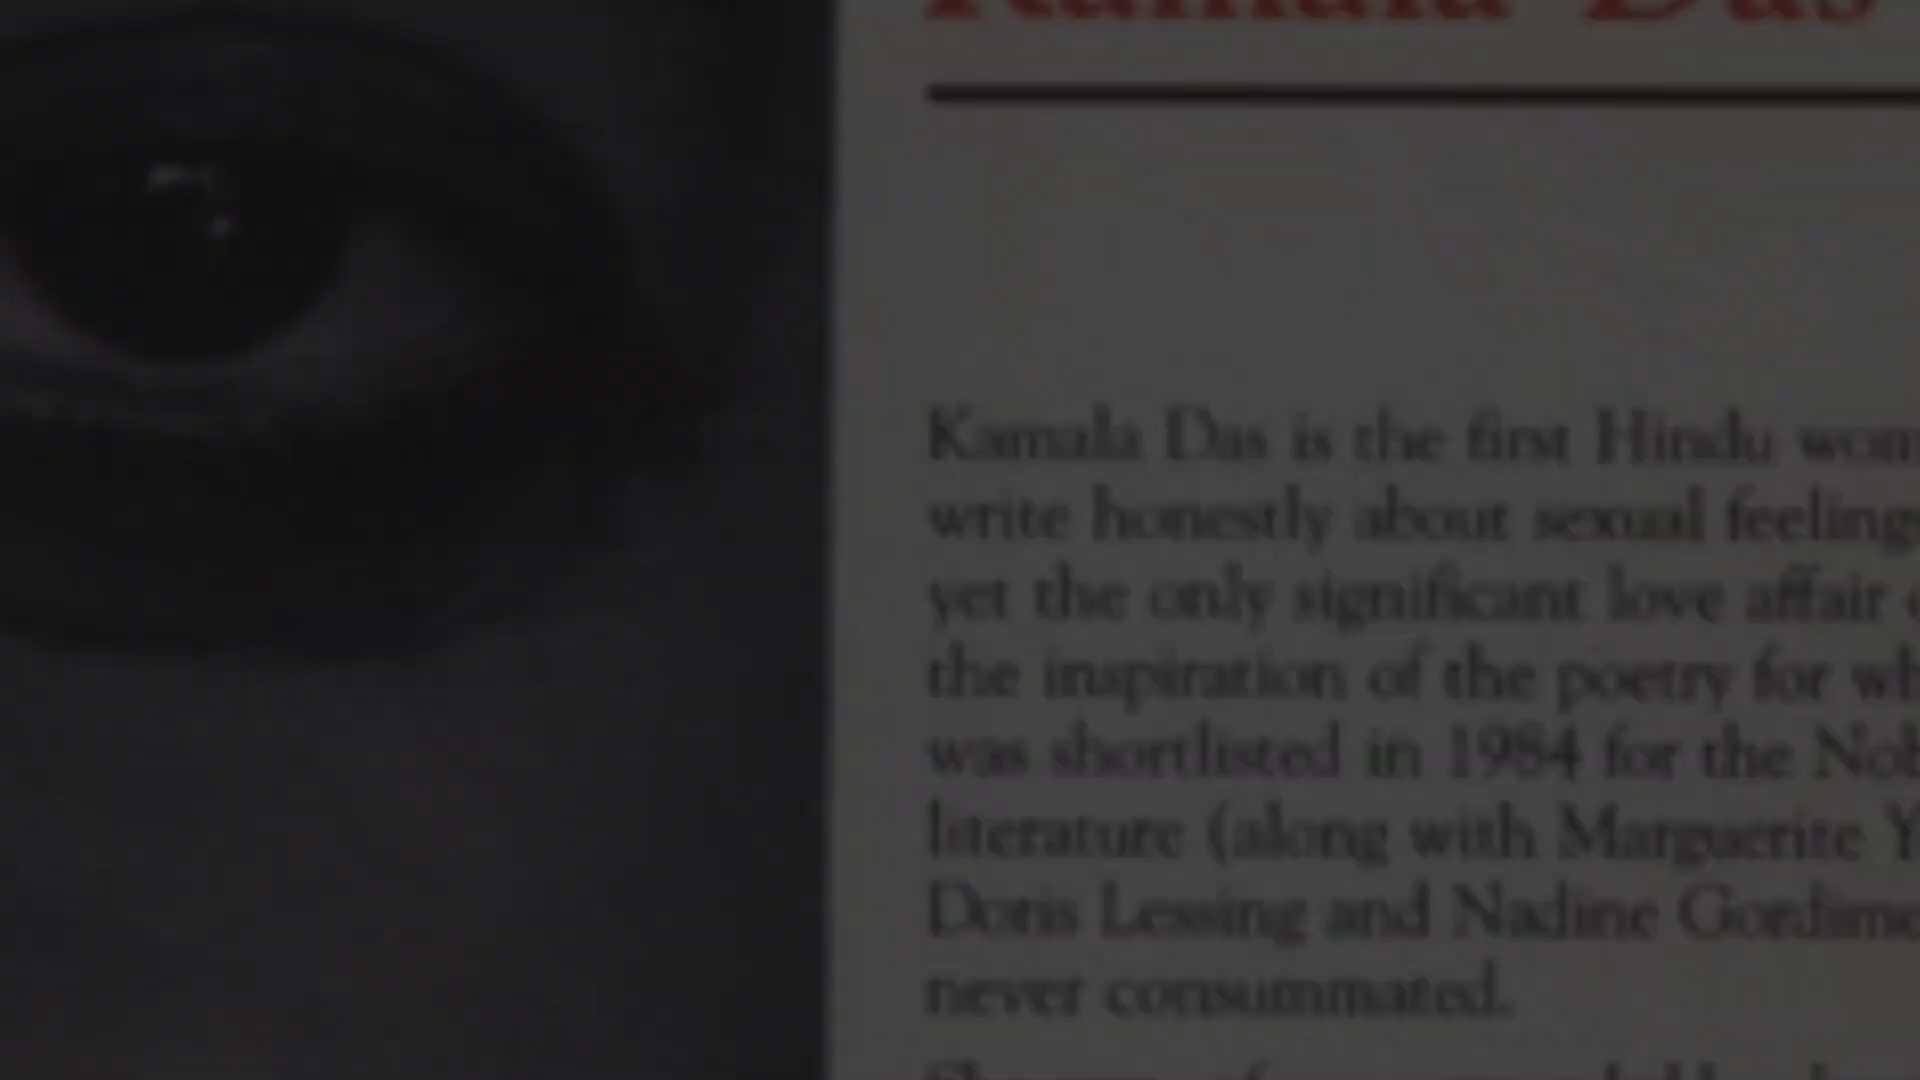 Kamala Das
Kamala Das is the first Hindu
write honestly about sexual
yet the only significant love affair
the inspiration of the poetry for
was shortlisted in 1984 for the
literature (along with Marguerite Y
Doris Lessing and Nadine
never consummated.